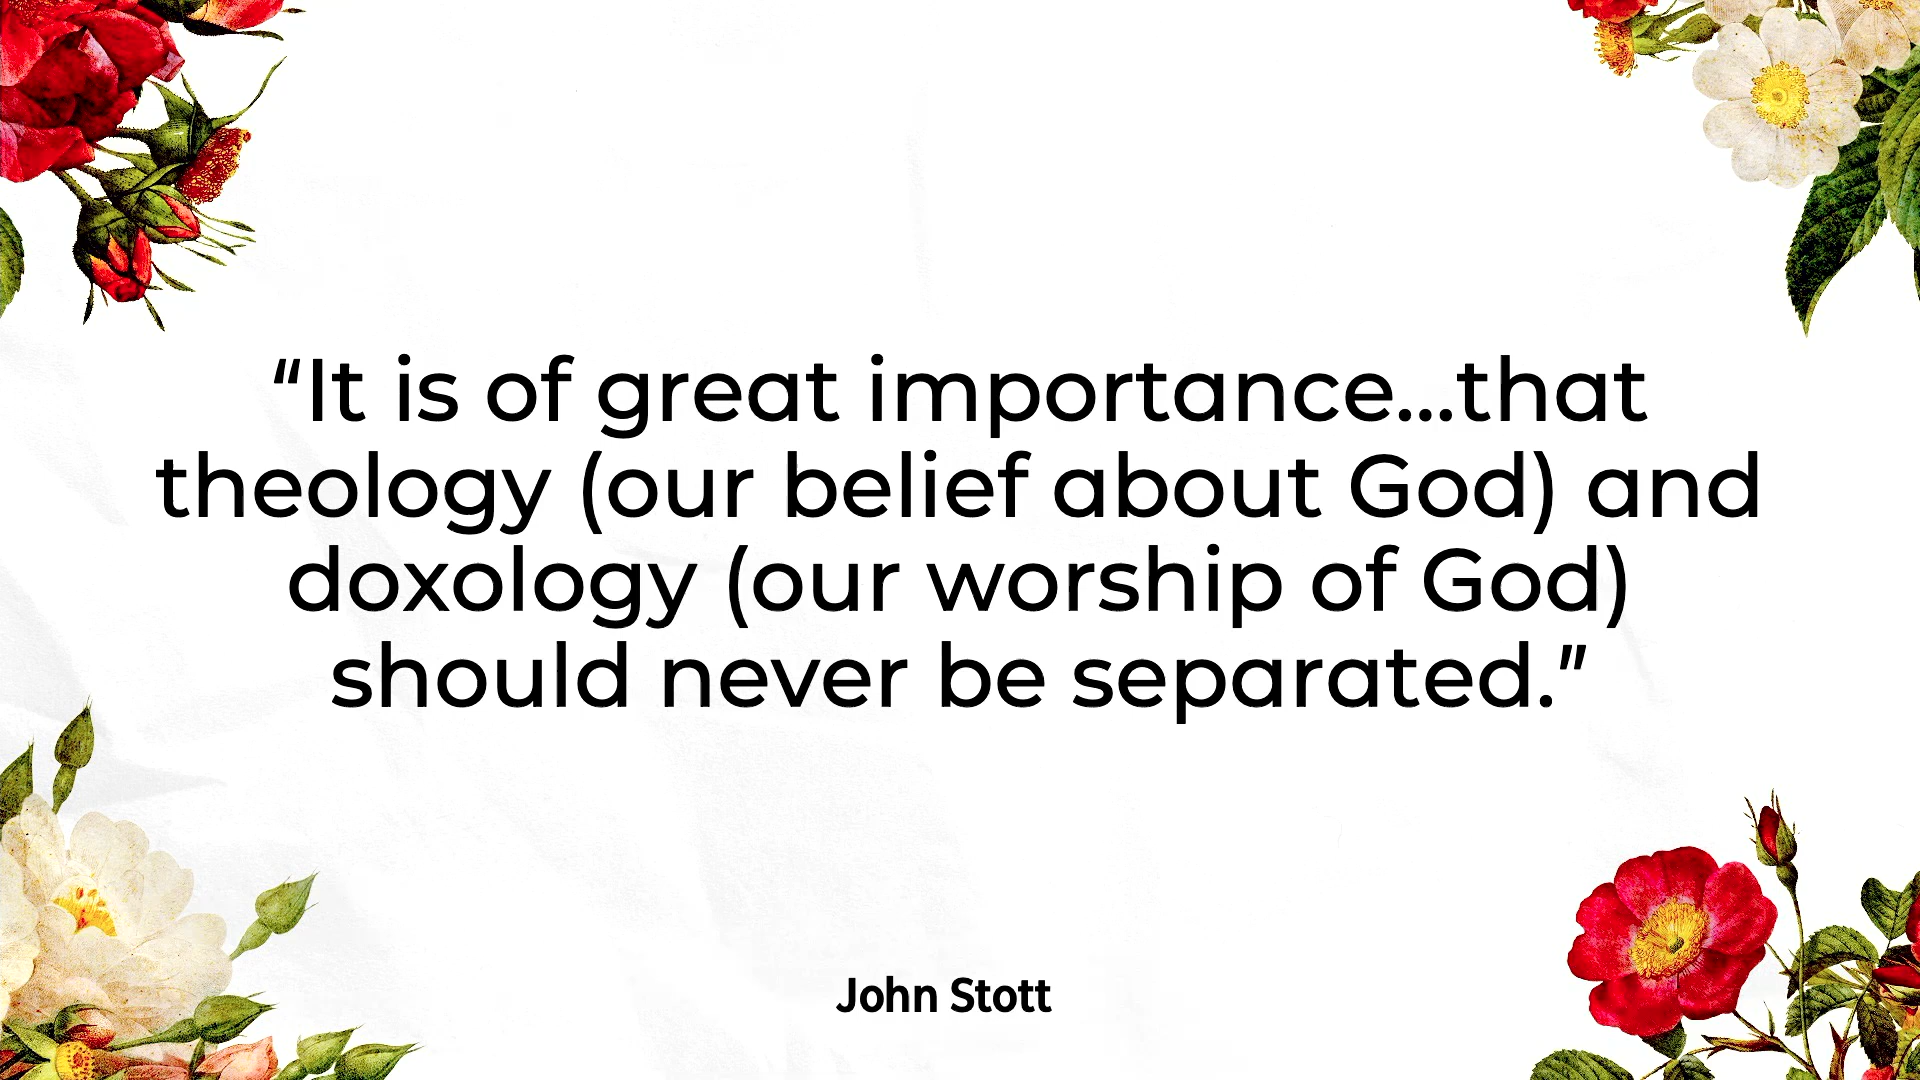 “It is of great importance...that
theology (our belief about God) and
doxology (our worship of God)
should never be separated.”
John Stott